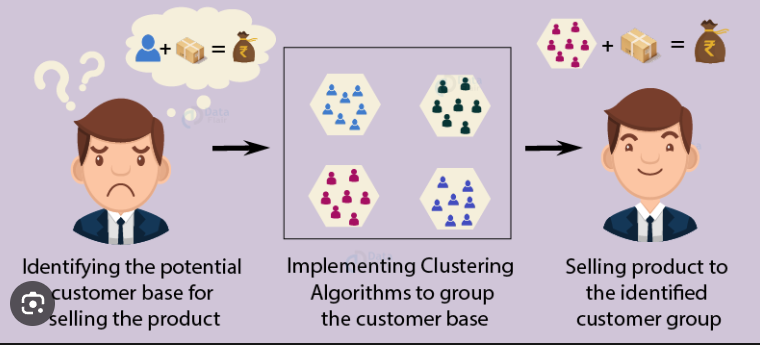 Identifying the potential
customer base for
selling the product
Implementing Clustering
Algorithms to group
the customer base
Selling product to
the identified
customer group